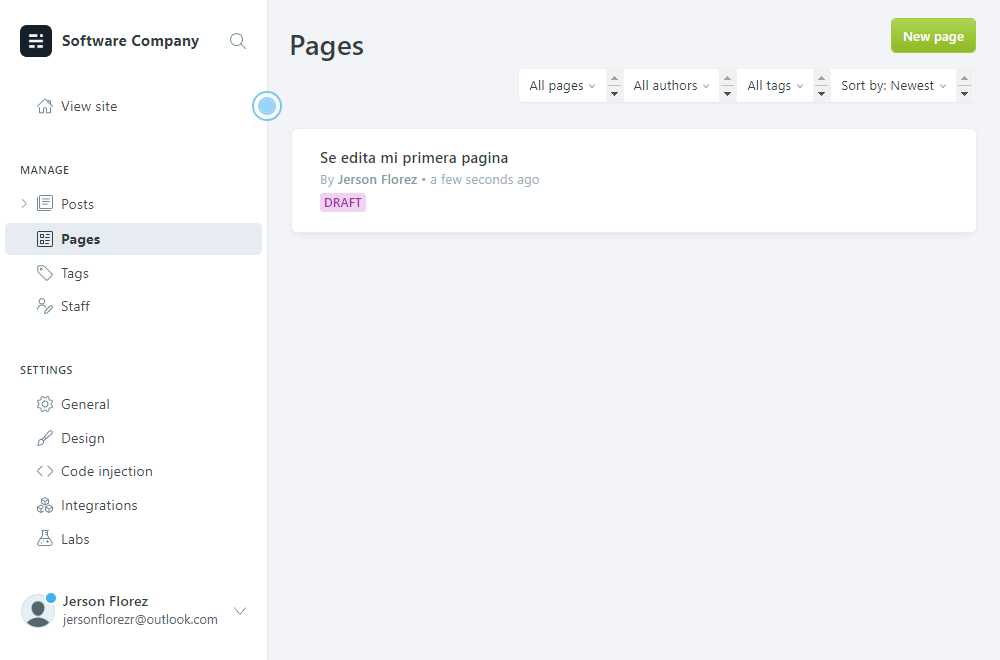 Software Company
View site
MANAGE
Posts
Pages
Tags
Staff
SETTINGS
General
Design
Code injection
Integrations
Labs
Jerson Florez
jersonflorezr@outlook.com
Pages
New page
All pages
All authors
All tags
Sort by: Newest
Se edita mi primera pagina
By Jerson Florez • a few seconds ago
DRAFT